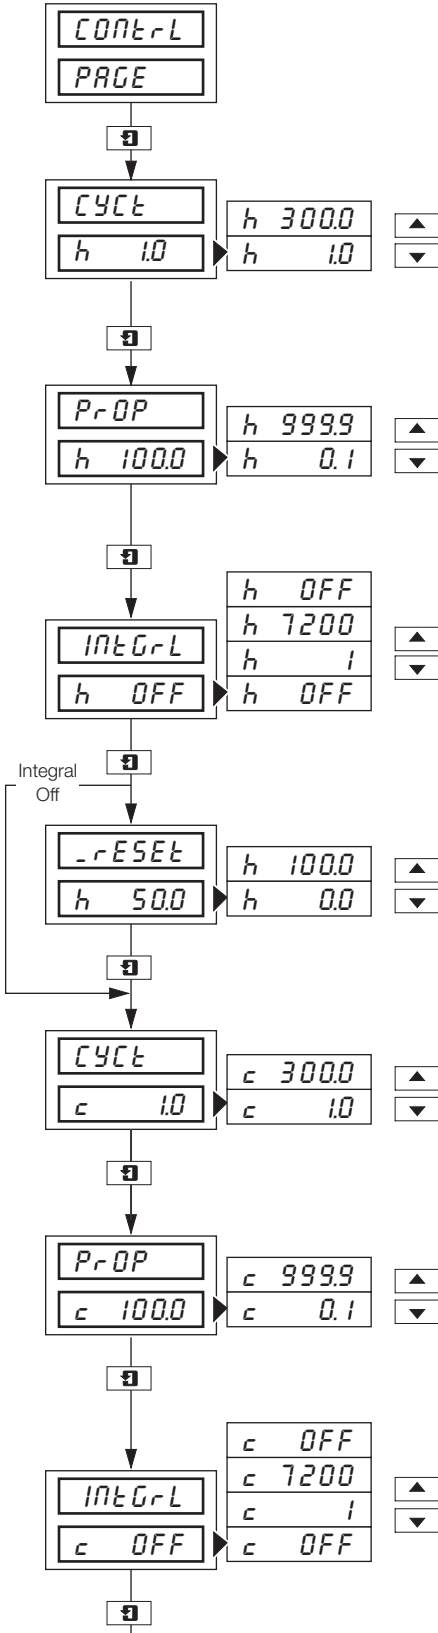 CONtrL
PAGE
CYCt
h 1.0
h 300.0
h 1.0
PrOP
h 100.0
h 999.9
h 0.1
INtGrL
h OFF
h OFF
h 7200
h 1
h OFF
Integral
Off
_rESEt
h 50.0
h 100.0
h 0.0
CYCt
c 1.0
c 300.0
c 1.0
PrOP
c 100.0
c 999.9
c 0.1
INtGrL
c OFF
c OFF
c 7200
c 1
c OFF